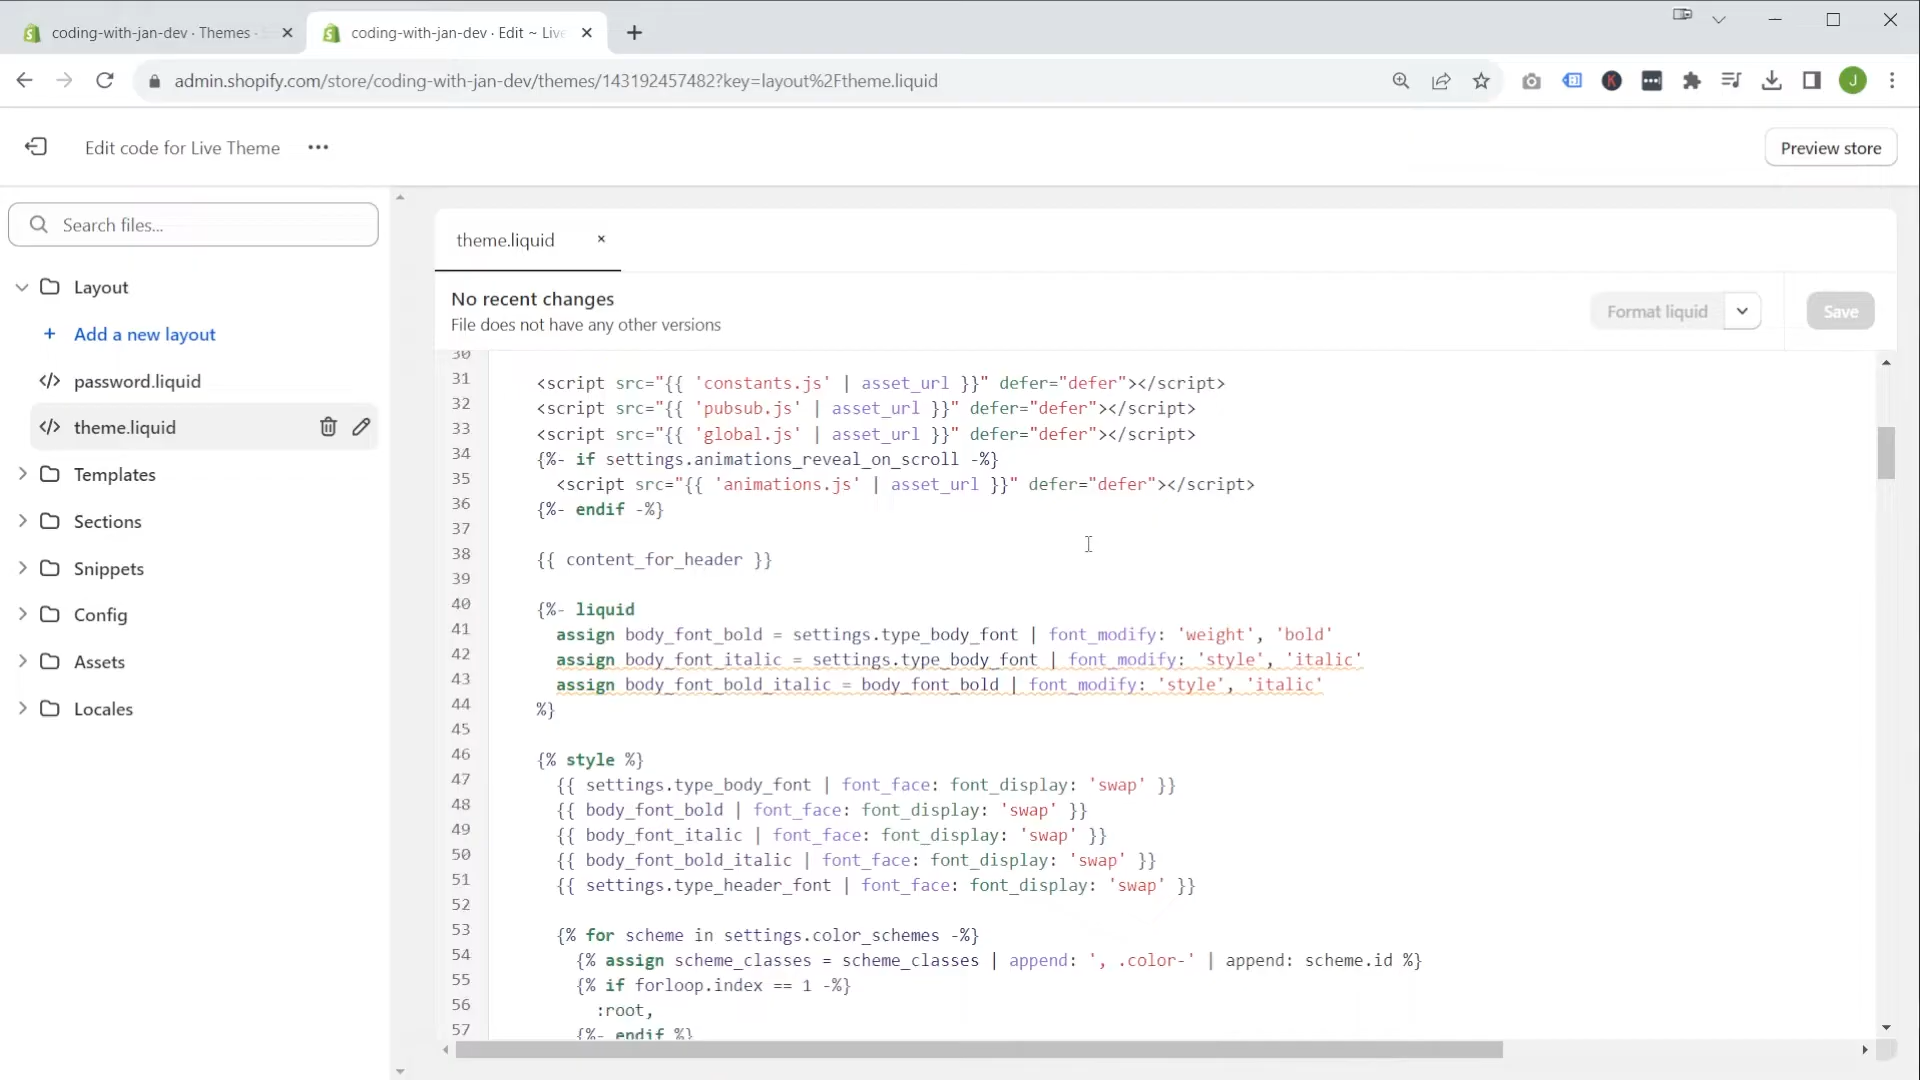 coding-with-jan-dev · Themes ·
coding-with-jan-dev · Edit ~ Live
admin.shopify.com/store/coding-with-jan-dev/themes/143192457482?key=layout%2Ftheme.liquid
J
Edit code for Live Theme
Preview store
Search files...
Layout
+ Add a new layout
</> password.liquid
</> theme.liquid
Templates
Sections
Snippets
Config
Assets
Locales
theme.liquid
No recent changes
File does not have any other versions
Format liquid
Save
30
31 <script src="{{ 'constants.js' | asset_url }}" defer="defer"></script>
32 <script src="{{ 'pubsub.js' | asset_url }}" defer="defer"></script>
33 <script src="{{ 'global.js' | asset_url }}" defer="defer"></script>
34 {%- if settings.animations_reveal_on_scroll -%}
35 <script src="{{ 'animations.js' | asset_url }}" defer="defer"></script>
36 {%- endif -%}
37
38 {{ content_for_header }}
39
40 {%- liquid
41 assign body_font_bold = settings.type_body_font | font_modify: 'weight', 'bold'
42 assign body_font_italic = settings.type_body_font | font_modify: 'style', 'italic'
43 assign body_font_bold_italic = body_font_bold | font_modify: 'style', 'italic'
44 %}
45
46 {% style %}
47 {{ settings.type_body_font | font_face: font_display: 'swap' }}
48 {{ body_font_bold | font_face: font_display: 'swap' }}
49 {{ body_font_italic | font_face: font_display: 'swap' }}
50 {{ body_font_bold_italic | font_face: font_display: 'swap' }}
51 {{ settings.type_header_font | font_face: font_display: 'swap' }}
52
53 {% for scheme in settings.color_schemes -%}
54 {% assign scheme_classes = scheme_classes | append: ', .color-' | append: scheme.id %}
55 {% if forloop.index == 1 -%}
56 :root,
57 {%- endif %}